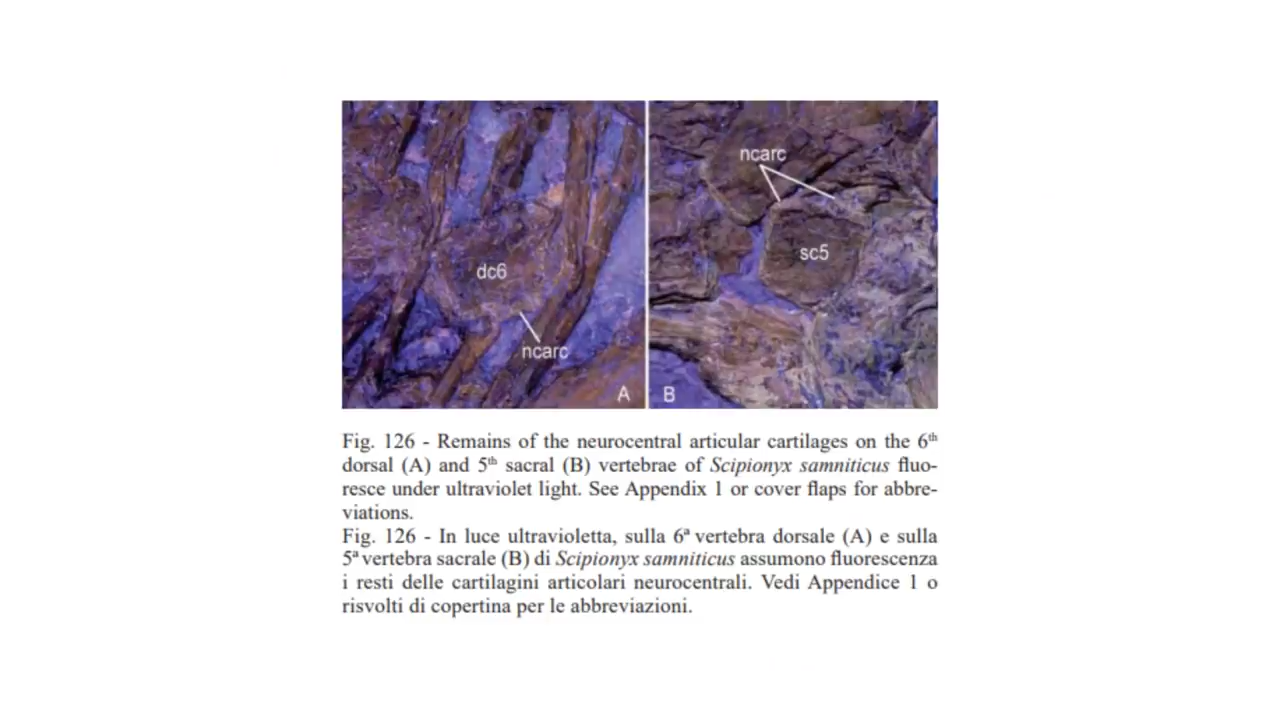 ncarc
ncarc
dc6
sc5
A
B
Fig. 126 - Remains of the neurocentral articular cartilages on the 6th
dorsal (A) and 5th sacral (B) vertebrae of Scipionyx samniticus fluo-
resce under ultraviolet light. See Appendix 1 or cover flaps for abbre-
viations.
Fig. 126 - In luce ultravioletta, sulla 6ª vertebra dorsale (A) e sulla
5ª vertebra sacrale (B) di Scipionyx samniticus assumono fluorescenza
i resti delle cartilagini articolari neurocentrali. Vedi Appendice 1 o
risvolti di copertina per le abbreviazioni.